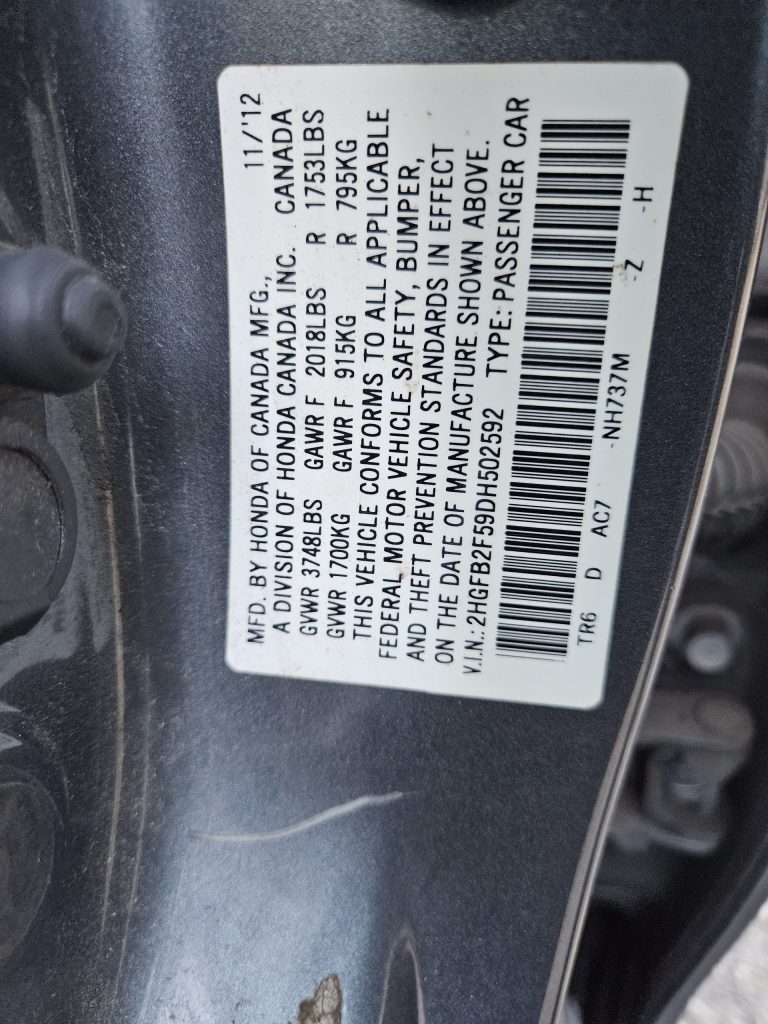 MFD. BY HONDA OF CANADA MFG., 11/'12
A DIVISION OF HONDA CANADA INC. CANADA
GVWR 3748LBS GAWR F 2018LBS R 1753LBS
GVWR 1700KG GAWR F 915KG R 795KG
THIS VEHICLE CONFORMS TO ALL APPLICABLE
FEDERAL MOTOR VEHICLE SAFETY, BUMPER,
AND THEFT PREVENTION STANDARDS IN EFFECT
ON THE DATE OF MANUFACTURE SHOWN ABOVE.
V.I.N.: 2HGFB2F59DH502592 TYPE: PASSENGER CAR
TR6 D AC7 -NH737M -Z -H